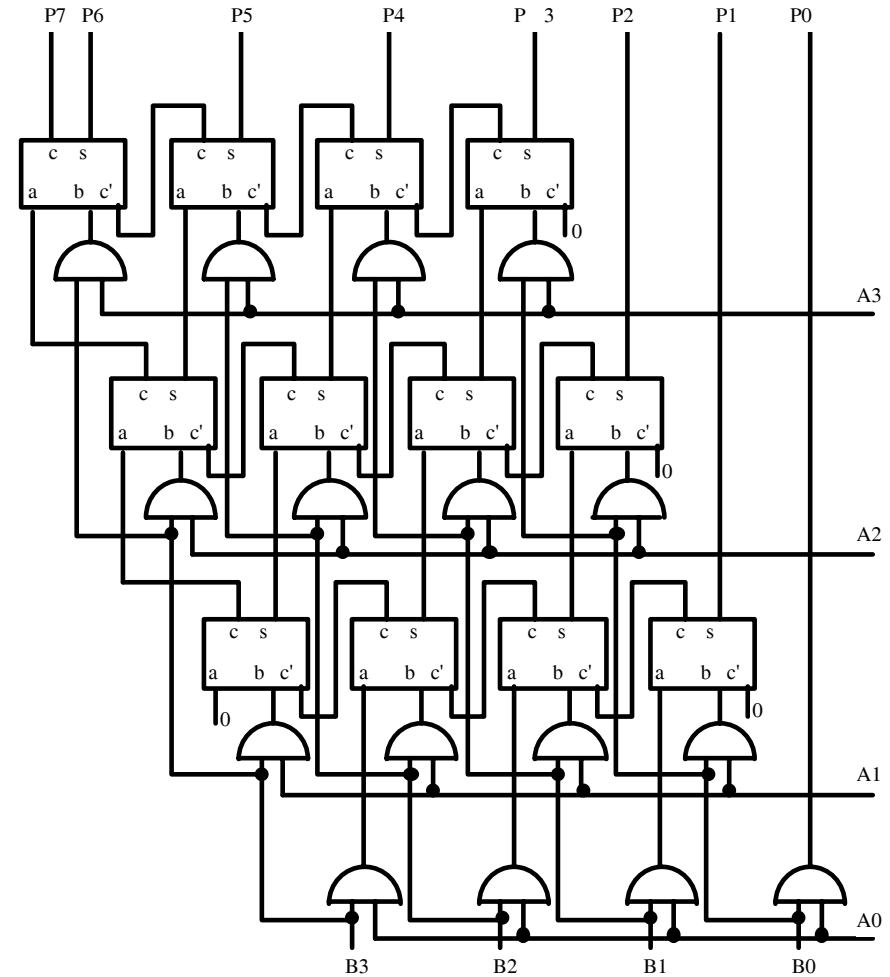 P7 P6 P5 P4 P 3 P2 P1 P0
c s c s c s c s
a b c' a b c' a b c' a b c'
0
A3
c s c s c s c s
a b c' a b c' a b c' a b c'
0
A2
c s c s c s c s
a b c' a b c' a b c' a b c'
0 0
A1
A0
B3 B2 B1 B0